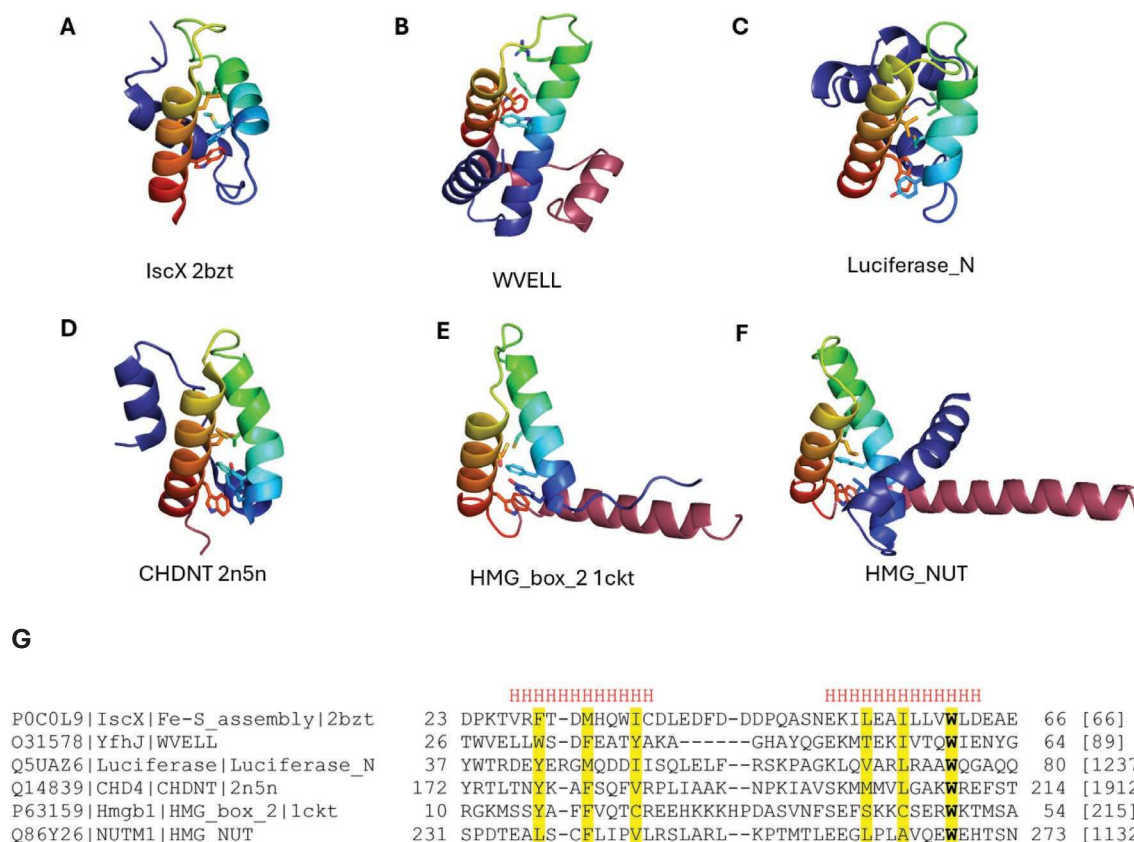 A
B
C
IscX 2bzt
WVELL
Luciferase_N
D
E
F
CHDNT 2n5n
HMG_box_2 1ckt
HMG_NUT
G
HHHHHHHHHHHH HHHHHHHHHHHHH
P0C0L9|IscX|Fe-S_assembly|2bzt 23 DPKTVRFT-DMHQWICDLEDFD-DDPQASNEKILEAILLVWLDEAE 66 [66]
O31578|YfhJ|WVELL 26 TWVELLWS-DFEATYAKA------GHAYQGEKMTEKIVTQWIENYG 64 [89]
Q5UAZ6|Luciferase|Luciferase_N 37 YWTRDEYERGMQDDIISQLELF--RSKPAGKLQVARLRAAWQGAQQ 80 [1237
Q14839|CHD4|CHDNT|2n5n 172 YRTLTNYK-AFSQFVRPLIAAK--NPKIAVSKMMMVLGAKWREFST 214 [1912
P63159|Hmgb1|HMG_box_2|1ckt 10 RGKMSSYA-FFVQTCREEHKKKHPDASVNFSEFSKKCSERWKTMSA 54 [215]
Q86Y26|NUTM1|HMG_NUT 231 SPDTEALS-CFLIPVLRSLARL--KPTMTLEEGLPLAVQEWEHTSN 273 [1132